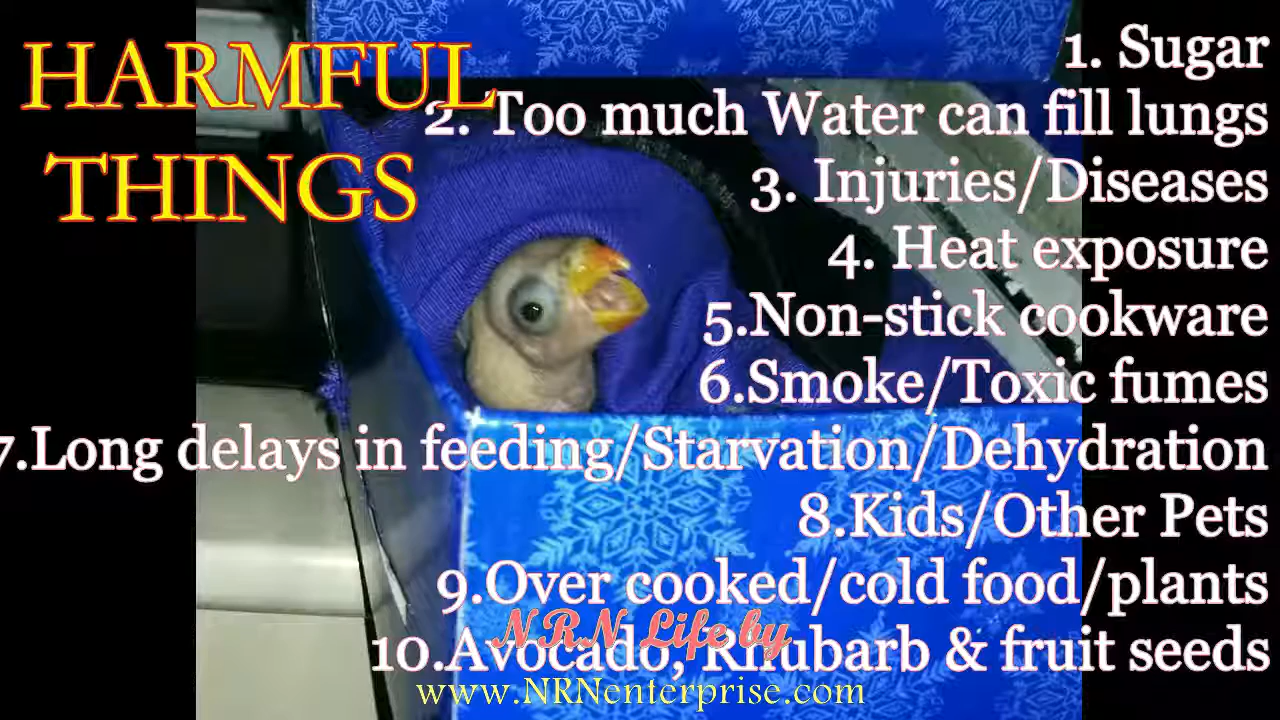 HARMFUL
THINGS
1. Sugar
2. Too much Water can fill lungs
3. Injuries/Diseases
4. Heat exposure
5.Non-stick cookware
6.Smoke/Toxic fumes
7.Long delays in feeding/Starvation/Dehydration
8.Kids/Other Pets
9.Over cooked/cold food/plants
10.Avocado, Rhubarb & fruit seeds
NRN Life by
www.NRNenterprise.com